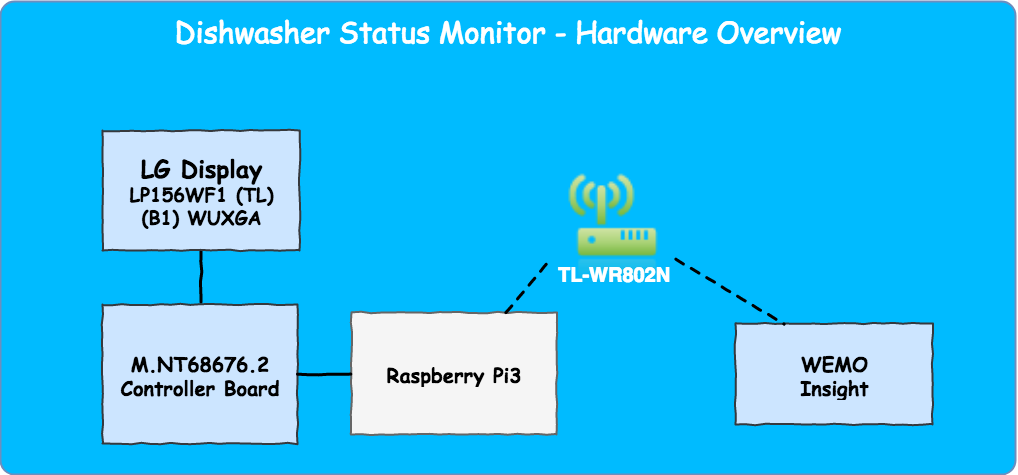 Dishwasher Status Monitor - Hardware Overview
LG Display
LP156WF1 (TL)
(B1) WUXGA
TL-WR802N
M.NT68676.2
Controller Board
Raspberry Pi3
WEMO
Insight